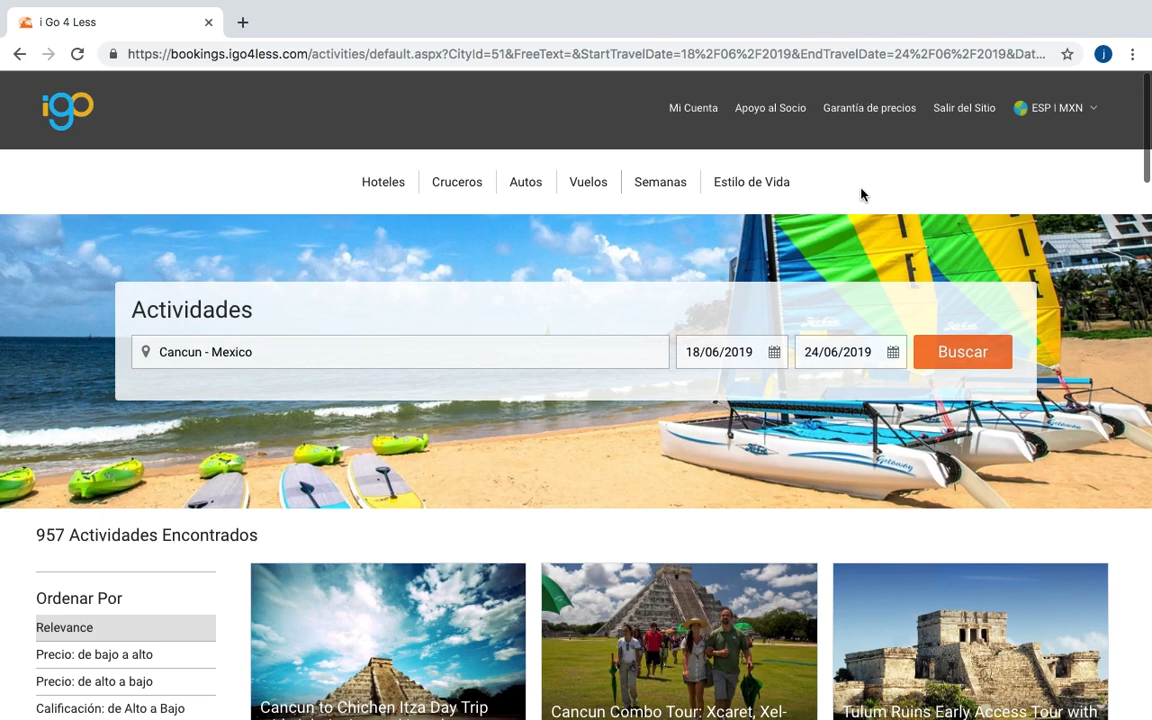 i Go 4 Less
https://bookings.igo4less.com/activities/default.aspx?CityId=51&FreeText=&StartTravelDate=18%2F06%2F2019&EndTravelDate=24%2F06%2F2019&Dat...
j
igo
Mi Cuenta
Apoyo al Socio
Garantía de precios
Salir del Sitio
ESP | MXN
Hoteles
Cruceros
Autos
Vuelos
Semanas
Estilo de Vida
Actividades
Cancun - Mexico
18/06/2019
24/06/2019
Buscar
Getaway
Getaway
957 Actividades Encontrados
Ordenar Por
Relevance
Precio: de bajo a alto
Precio: de alto a bajo
Calificación: de Alto a Bajo
Cancun to Chichen Itza Day Trip
Cancun Combo Tour: Xcaret, Xel-
Tulum Ruins Early Access Tour with